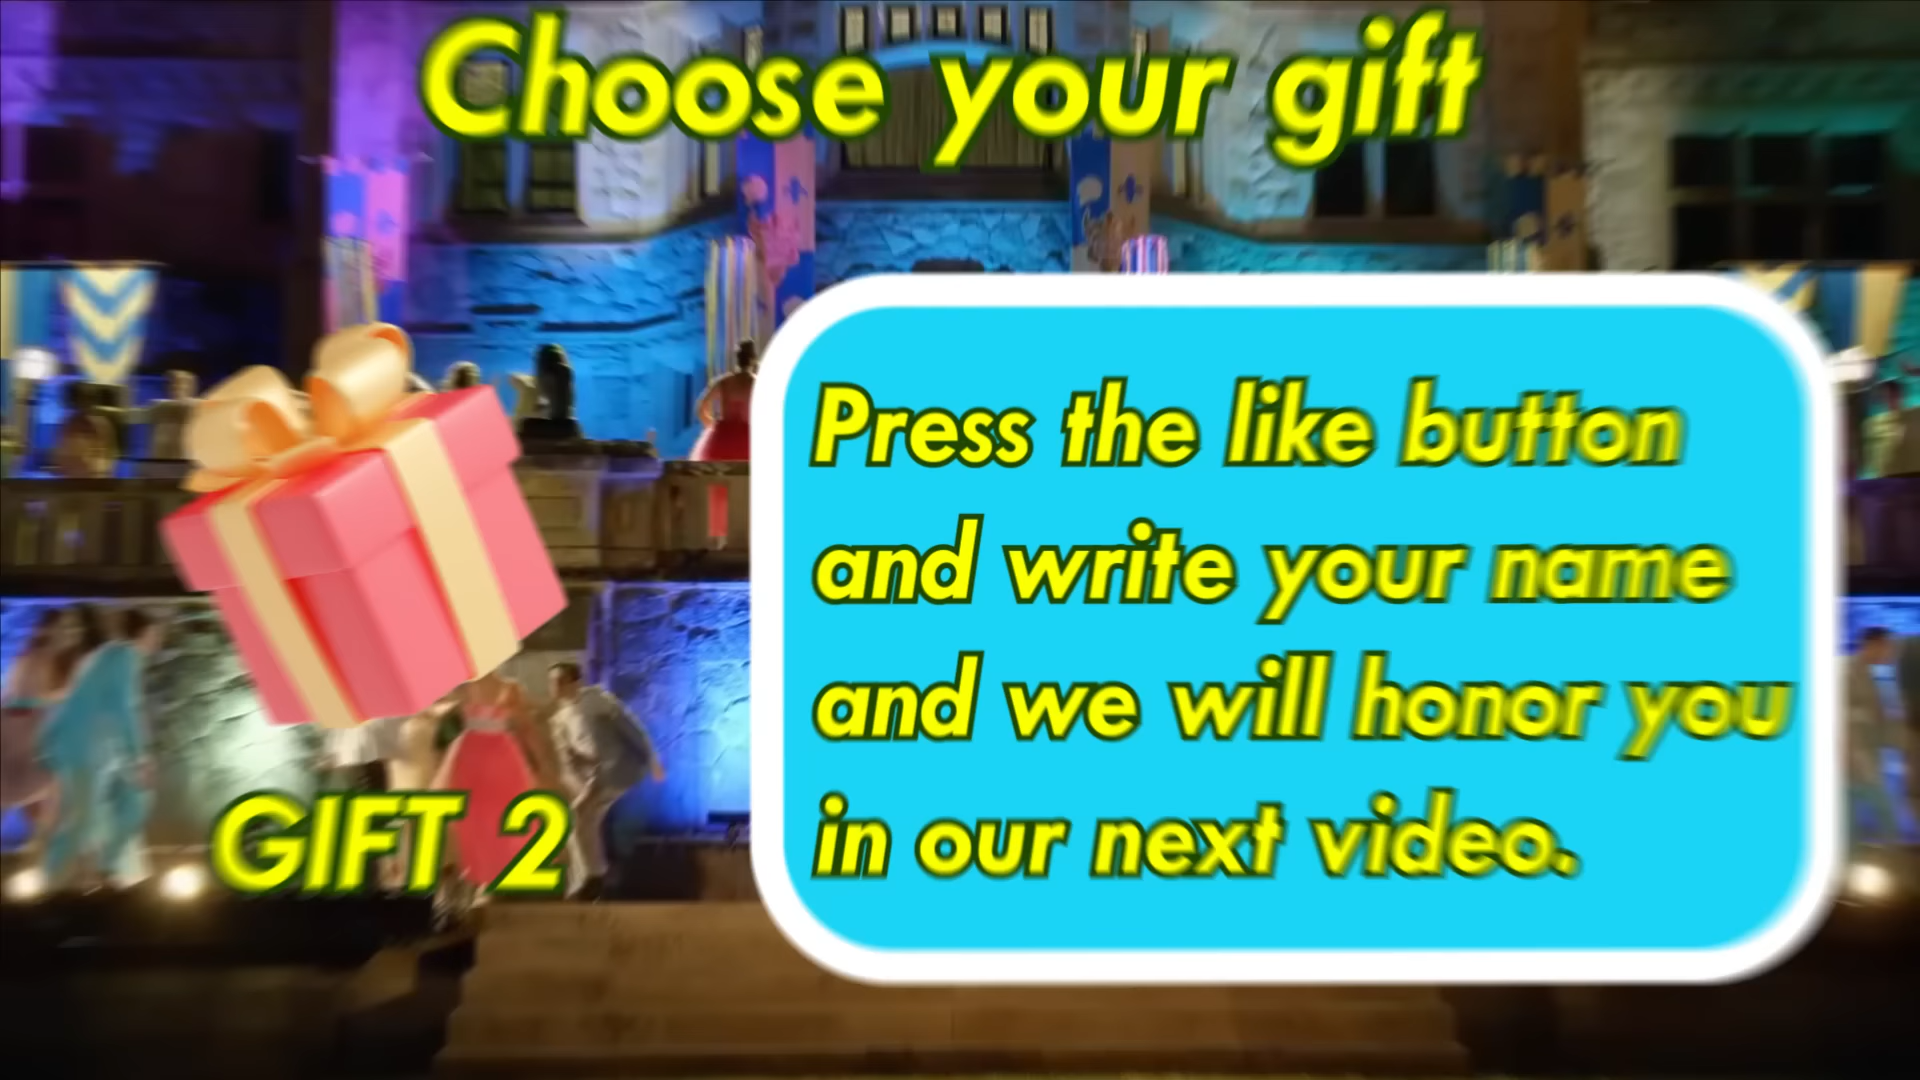 Choose your gift
Press the like button
and write your name
and we will honor you
in our next video.
GIFT 2